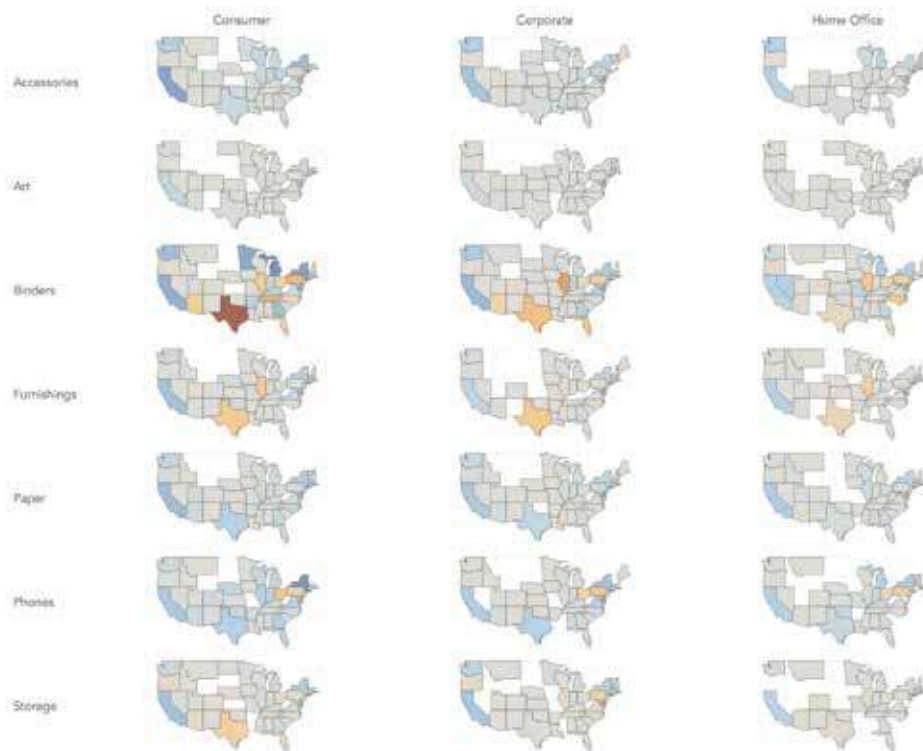 Consumer Corporate Home Office
Accessories
Art
Binders
Furnishings
Paper
Phones
Storage